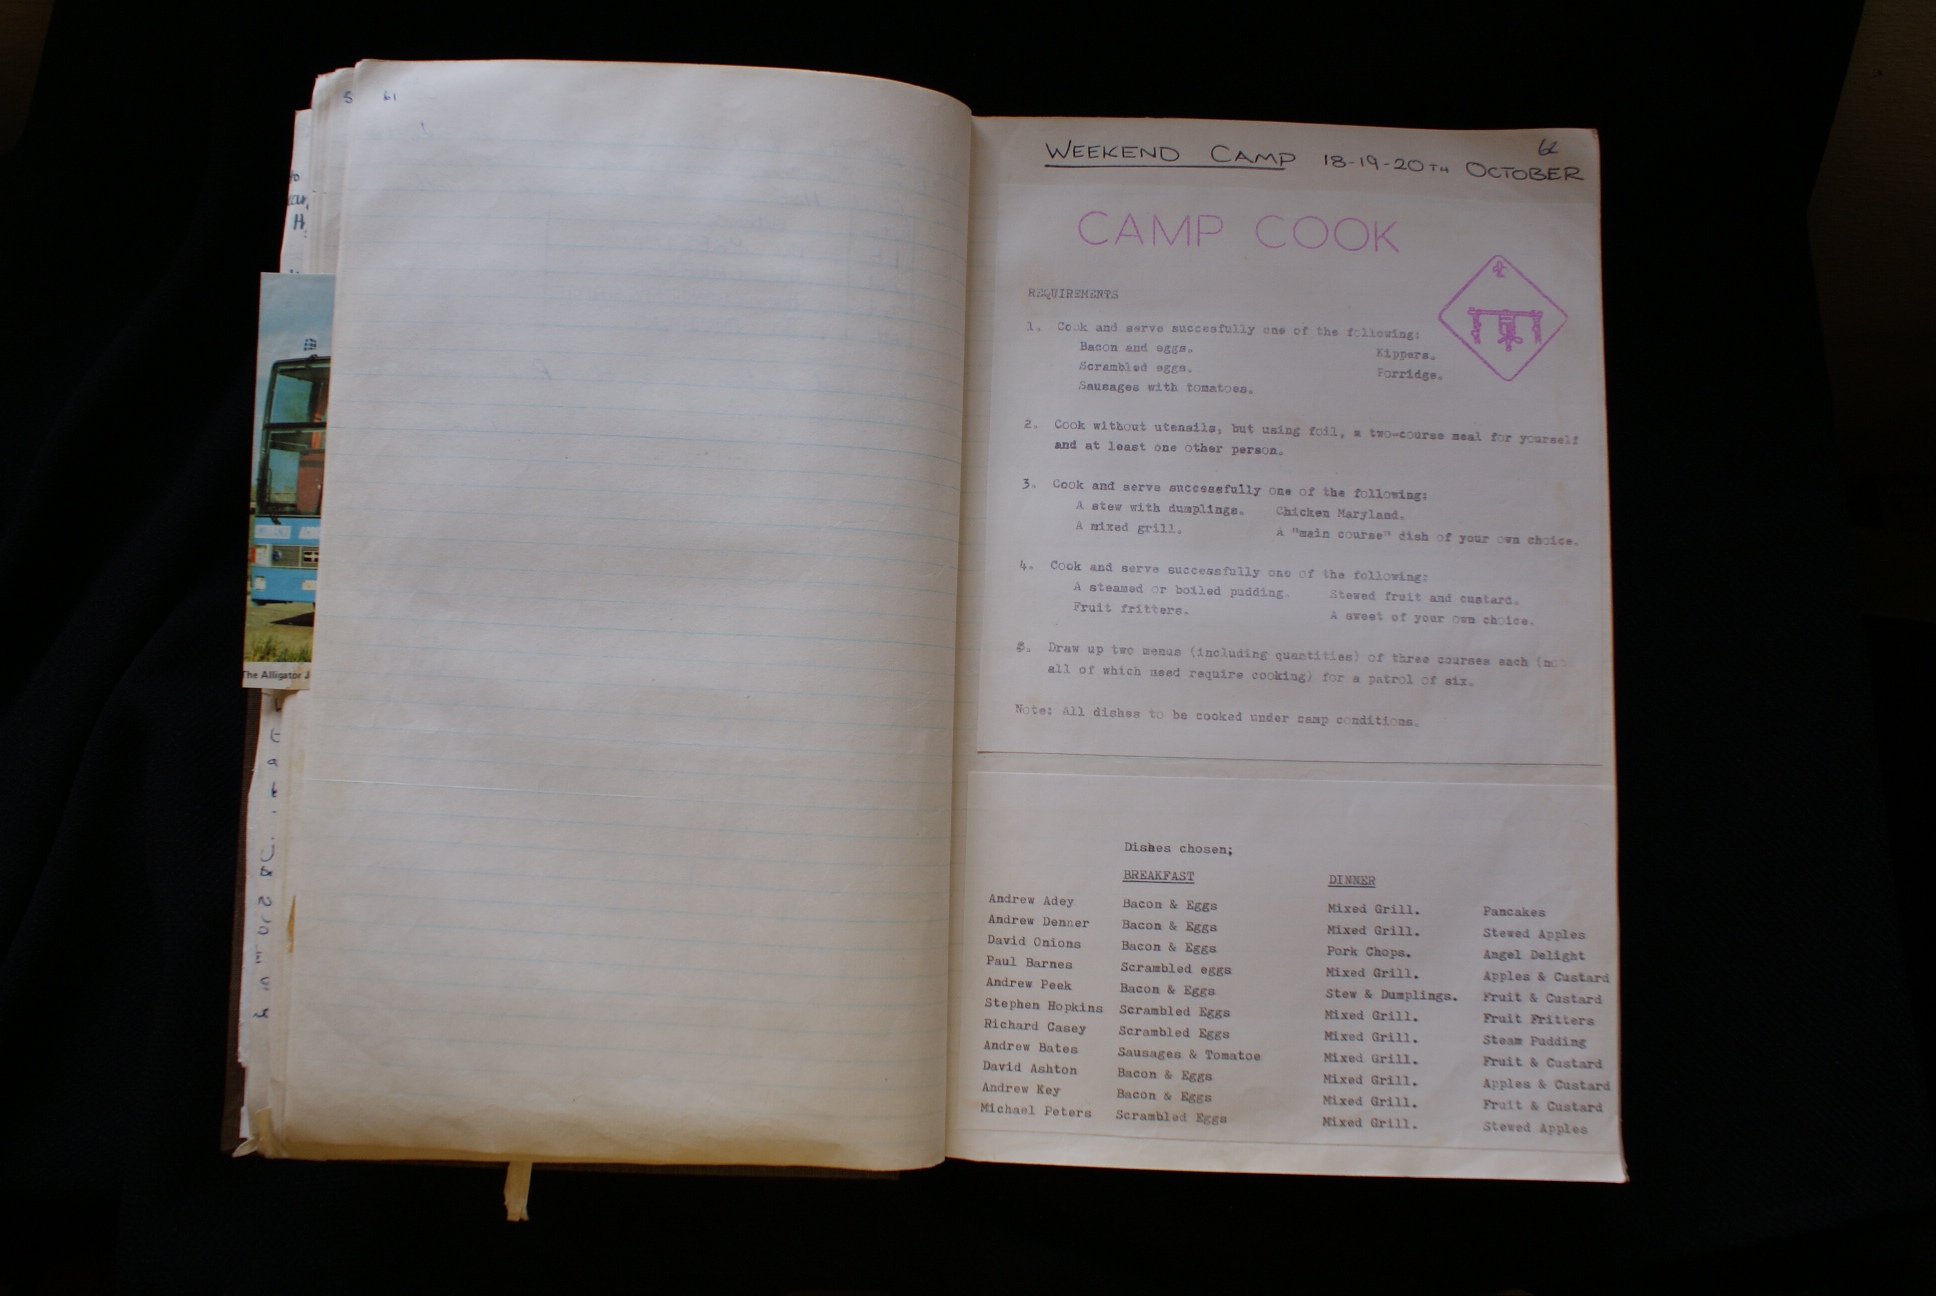 61
62
WEEKEND CAMP 18-19-20TH OCTOBER
CAMP COOK
REQUIREMENTS
1. Cook and serve succesfully one of the following:
Bacon and eggs. Kippers.
Scrambled eggs. Porridge.
Sausages with tomatoes.
2. Cook without utensils, but using foil, a two-course meal for yourself
and at least one other person.
3. Cook and serve successfully one of the following:
A stew with dumplings. Chicken Maryland.
A mixed grill. A "main course" dish of your own choice.
4. Cook and serve successfully one of the following:
A steamed or boiled pudding. Stewed fruit and custard.
Fruit fritters. A sweet of your own choice.
5. Draw up two menus (including quantities) of three courses each (not
all of which need require cooking) for a patrol of six.
Note: All dishes to be cooked under camp conditions.
Dishes chosen;
BREAKFAST DINNER
Andrew Adey Bacon & Eggs Mixed Grill. Pancakes
Andrew Denner Bacon & Eggs Mixed Grill. Stewed Apples
David Onions Bacon & Eggs Pork Chops. Angel Delight
Paul Barnes Scrambled eggs Mixed Grill. Apples & Custard
Andrew Peek Bacon & Eggs Stew & Dumplings. Fruit & Custard
Stephen Hopkins Scrambled Eggs Mixed Grill. Fruit Fritters
Richard Casey Scrambled Eggs Mixed Grill. Steam Pudding
Andrew Bates Sausages & Tomatoe Mixed Grill. Fruit & Custard
David Ashton Bacon & Eggs Mixed Grill. Apples & Custard
Andrew Key Bacon & Eggs Mixed Grill. Fruit & Custard
Michael Peters Scrambled Eggs Mixed Grill. Stewed Apples
The Alligator J